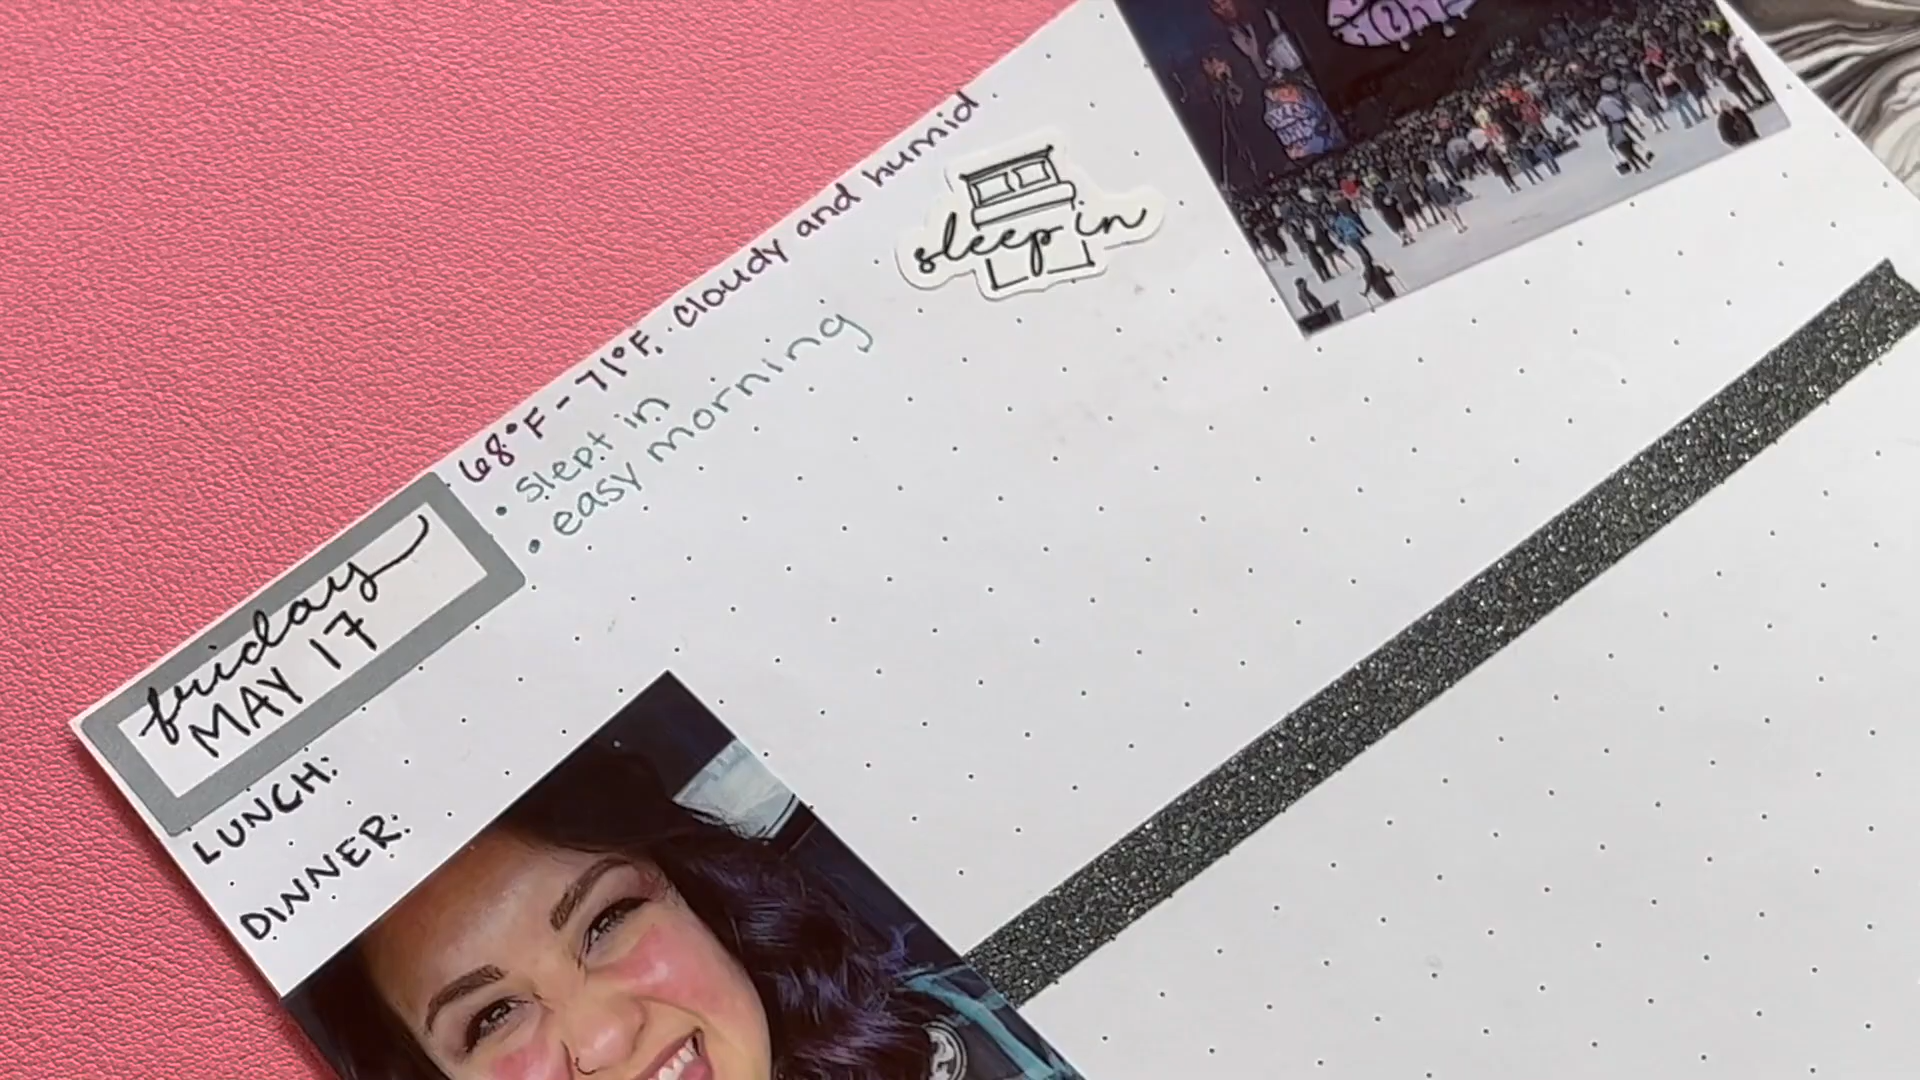 68°F - 71°F. Cloudy and humid
• slept in
• easy morning
sleep in
friday
MAY 17
LUNCH:
DINNER: